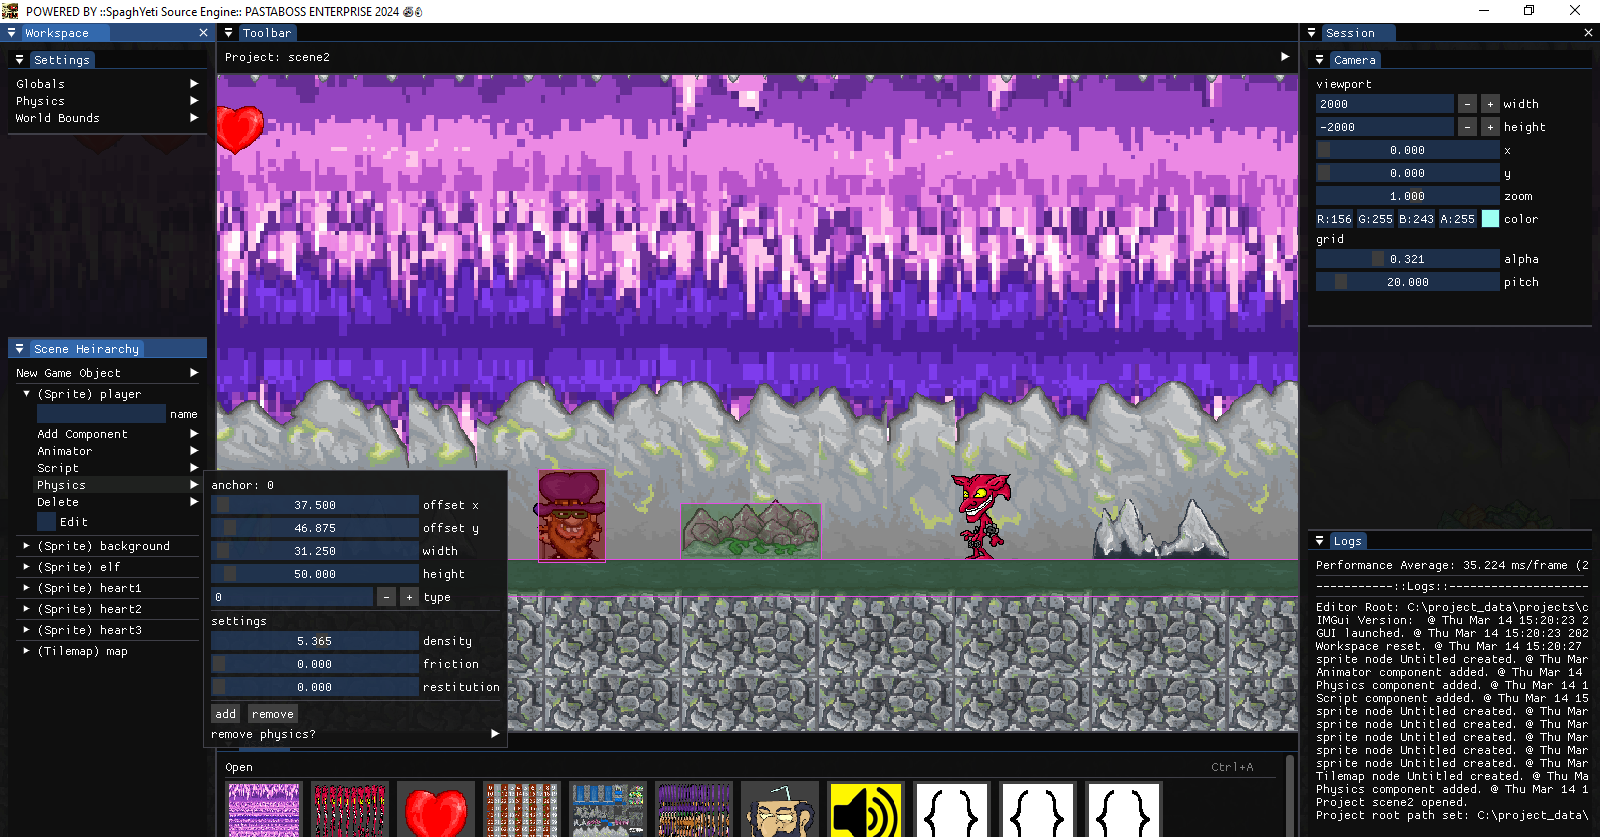 POWERED BY ::SpaghYeti Source Engine:: PASTABOSS ENTERPRISE 2024
Workspace
Settings
Globals
Physics
World Bounds
Scene Heirarchy
New Game Object
(Sprite) player
name
Add Component
Animator
Script
Physics
Delete
Edit
(Sprite) background
(Sprite) elf
(Sprite) heart1
(Sprite) heart2
(Sprite) heart3
(Tilemap) map
Toolbar
Project: scene2
anchor: 0
37.500 offset x
46.875 offset y
31.250 width
50.000 height
0 - + type
settings
5.365 density
0.000 friction
0.000 restitution
add remove
remove physics?
Open Ctrl+A
Session
Camera
viewport
2000 - + width
-2000 - + height
0.000 x
0.000 y
1.000 zoom
R:156 G:255 B:243 A:255 color
grid
0.321 alpha
20.000 pitch
Logs
Performance Average: 35.224 ms/frame (2
-----------::Logs::--------------------
Editor Root: C:\project_data\projects\c
IMGui Version: @ Thu Mar 14 15:20:23 2
GUI launched. @ Thu Mar 14 15:20:23 202
Workspace reset. @ Thu Mar 14 15:20:27
sprite node Untitled created. @ Thu Mar
Animator component added. @ Thu Mar 14
Physics component added. @ Thu Mar 14 1
Script component added. @ Thu Mar 14 15
sprite node Untitled created. @ Thu Mar
sprite node Untitled created. @ Thu Mar
sprite node Untitled created. @ Thu Mar
sprite node Untitled created. @ Thu Mar
sprite node Untitled created. @ Thu Mar
Tilemap node Untitled created. @ Thu Ma
Physics component added. @ Thu Mar 14 1
Project scene2 opened.
Project root path set: C:\project_data\